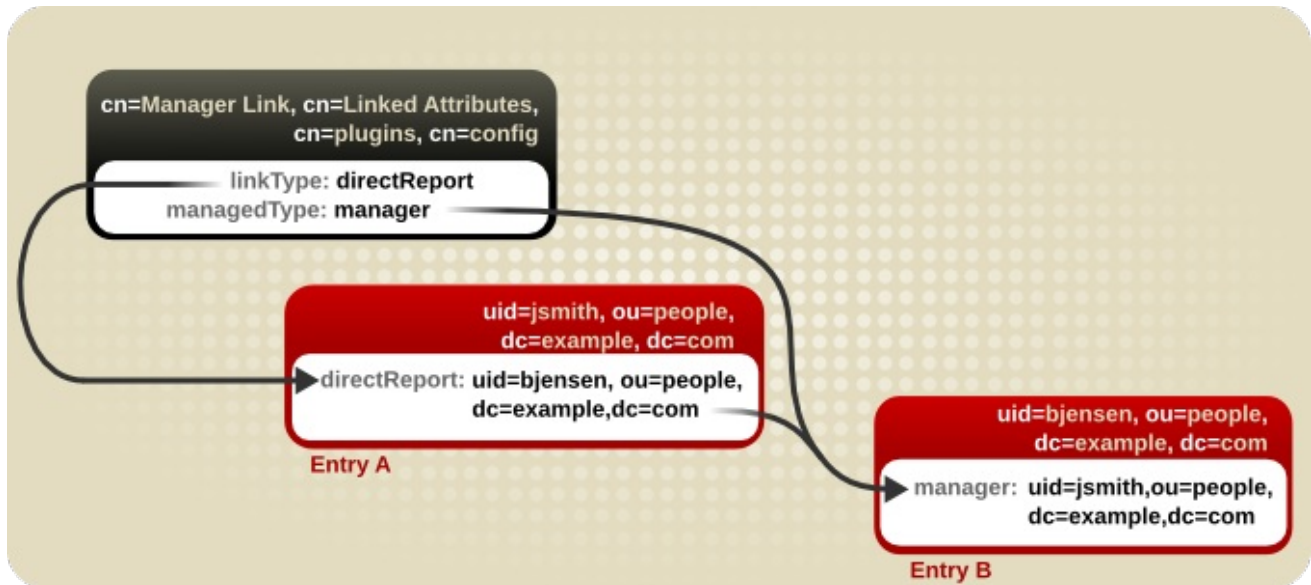 cn=Manager Link, cn=Linked Attributes,
cn=plugins, cn=config
linkType: directReport
managedType: manager
uid=jsmith, ou=people,
dc=example, dc=com
directReport: uid=bjensen, ou=people,
dc=example,dc=com
Entry A
uid=bjensen, ou=people,
dc=example, dc=com
manager: uid=jsmith,ou=people,
dc=example,dc=com
Entry B